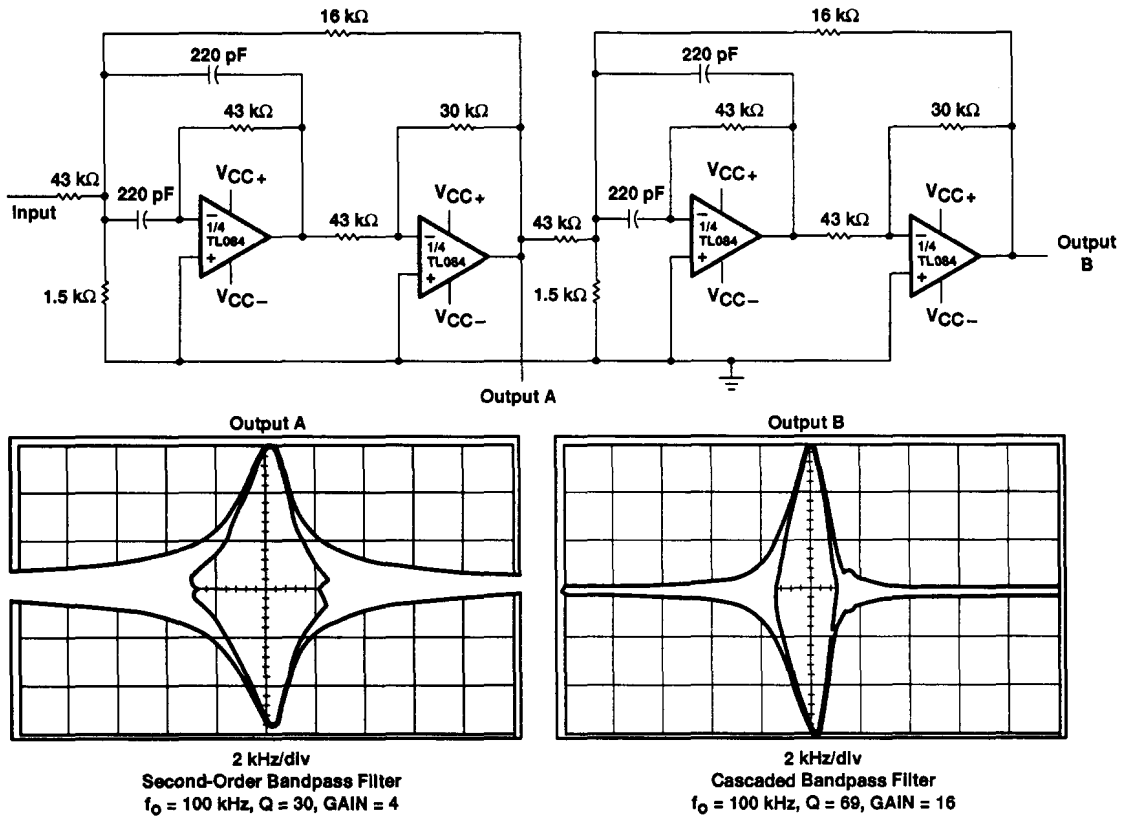 16 kΩ
16 kΩ
220 pF
220 pF
43 kΩ
30 kΩ
43 kΩ
30 kΩ
43 kΩ
Input
220 pF
VCC+
1/4
TL084
VCC−
43 kΩ
VCC+
1/4
TL084
VCC−
1.5 kΩ
43 kΩ
220 pF
VCC+
1/4
TL084
VCC−
43 kΩ
VCC+
1/4
TL084
VCC−
1.5 kΩ
Output
B
Output A
Output A
Output B
2 kHz/div
Second-Order Bandpass Filter
fo = 100 kHz, Q = 30, GAIN = 4
2 kHz/div
Cascaded Bandpass Filter
fo = 100 kHz, Q = 69, GAIN = 16